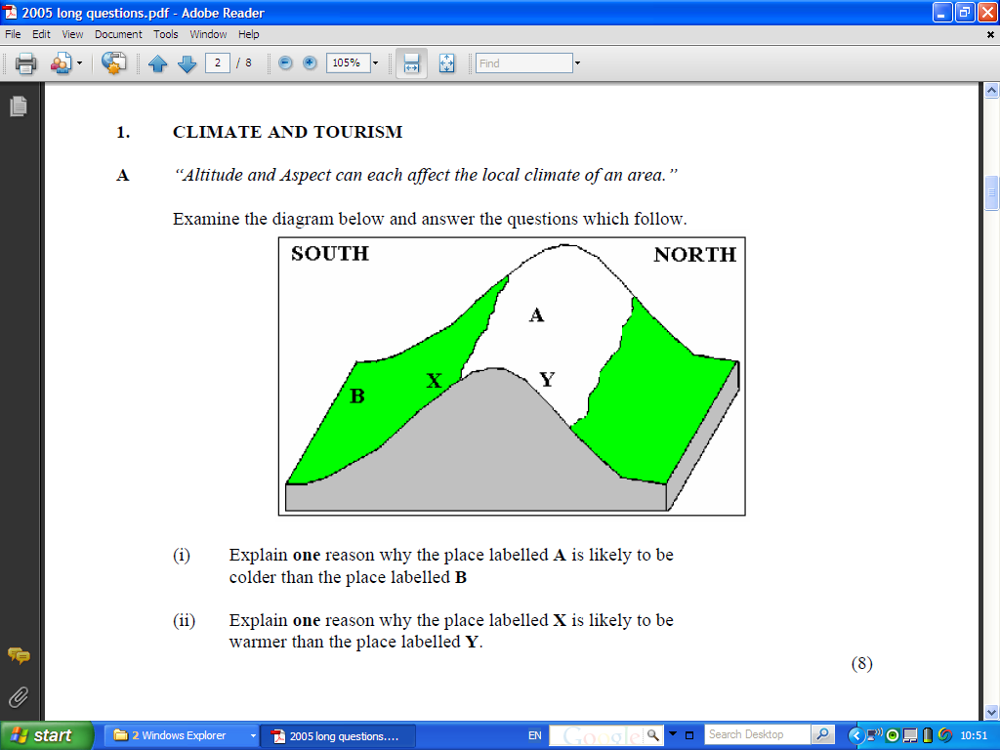 2005 long questions.pdf - Adobe Reader
File Edit View Document Tools Window Help
2 / 8 105% Find
1. CLIMATE AND TOURISM
A “Altitude and Aspect can each affect the local climate of an area.”
Examine the diagram below and answer the questions which follow.
SOUTH NORTH
A
X Y
B
(i) Explain one reason why the place labelled A is likely to be
colder than the place labelled B
(ii) Explain one reason why the place labelled X is likely to be
warmer than the place labelled Y.
(8)
start 2 Windows Explorer 2005 long questions.... EN Google Search Desktop 10:51